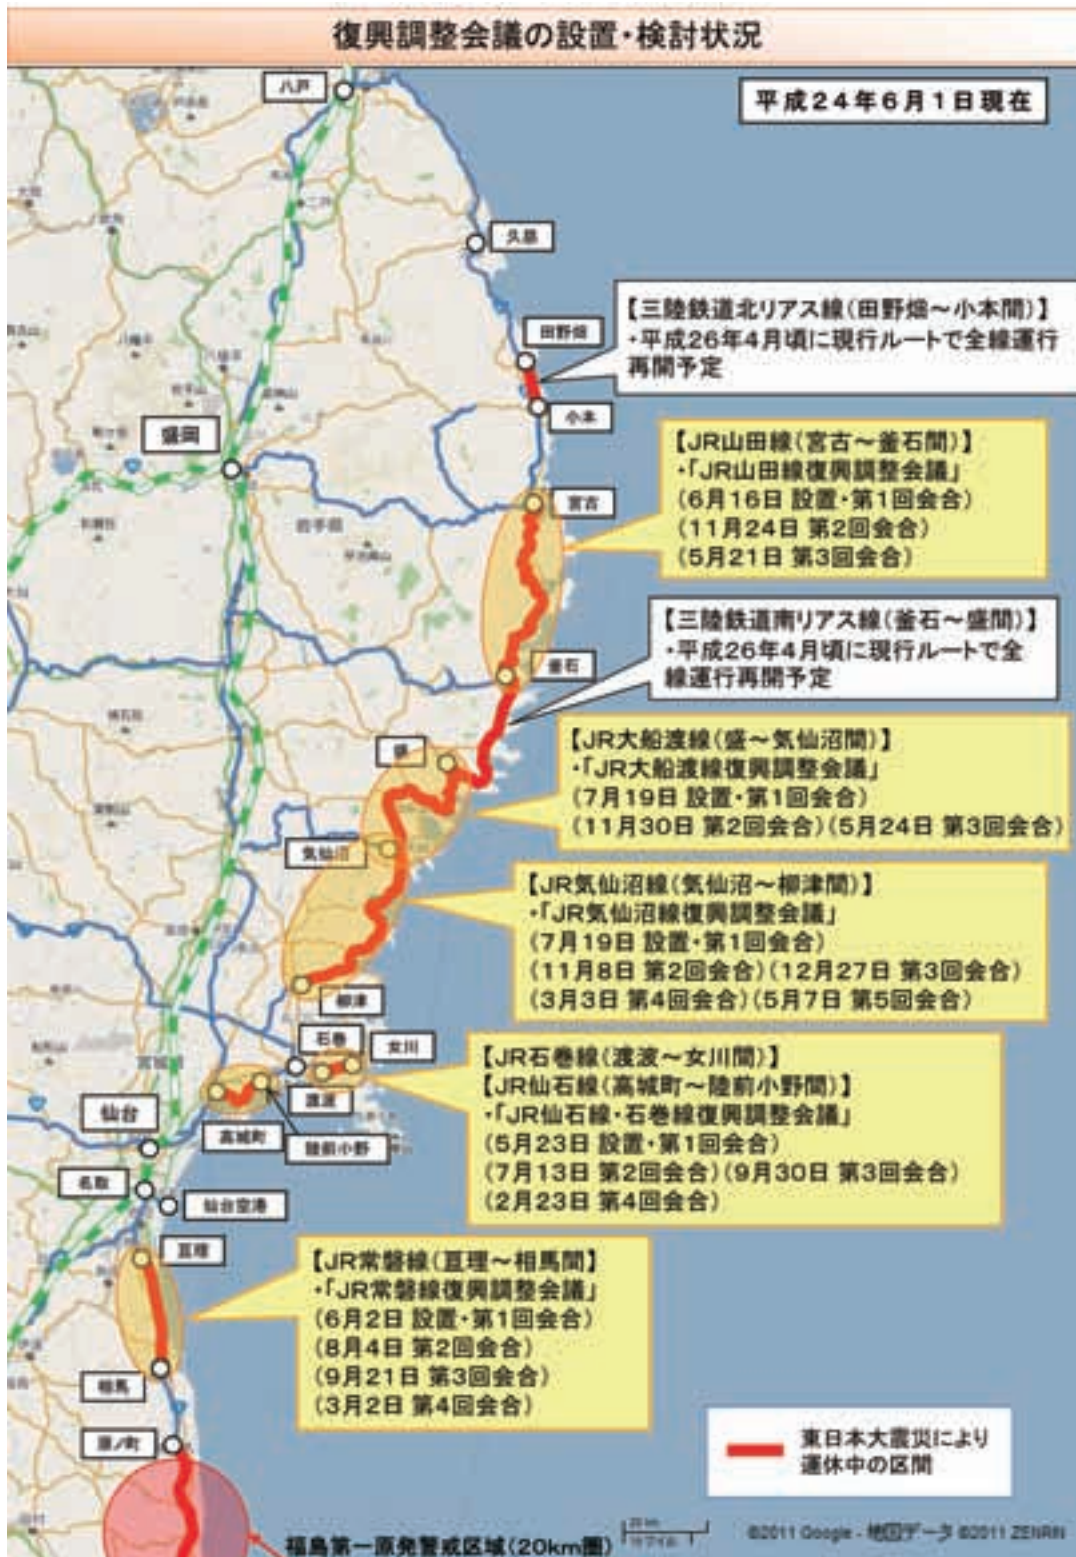 復興調整会議の設置・検討状況
平成24年6月1日現在
八戸
久慈
田野畑
小本
盛岡
宮古
釜石
盛
気仙沼
柳津
石巻
女川
渡波
高城町
陸前小野
仙台
名取
仙台空港
亘理
相馬
原ノ町
岩手県
宮城県
二戸
八幡平
【三陸鉄道北リアス線(田野畑～小本間)】
・平成26年4月頃に現行ルートで全線運行
再開予定
【JR山田線(宮古～釜石間)】
・「JR山田線復興調整会議」
(6月16日 設置・第1回会合)
(11月24日 第2回会合)
(5月21日 第3回会合)
【三陸鉄道南リアス線(釜石～盛間)】
・平成26年4月頃に現行ルートで全
線運行再開予定
【JR大船渡線(盛～気仙沼間)】
・「JR大船渡線復興調整会議」
(7月19日 設置・第1回会合)
(11月30日 第2回会合)(5月24日 第3回会合)
【JR気仙沼線(気仙沼～柳津間)】
・「JR気仙沼線復興調整会議」
(7月19日 設置・第1回会合)
(11月8日 第2回会合)(12月27日 第3回会合)
(3月3日 第4回会合)(5月7日 第5回会合)
【JR石巻線(渡波～女川間)】
【JR仙石線(高城町～陸前小野間)】
・「JR仙石線・石巻線復興調整会議」
(5月23日 設置・第1回会合)
(7月13日 第2回会合)(9月30日 第3回会合)
(2月23日 第4回会合)
【JR常磐線(亘理～相馬間)】
・「JR常磐線復興調整会議」
(6月2日 設置・第1回会合)
(8月4日 第2回会合)
(9月21日 第3回会合)
(3月2日 第4回会合)
東日本大震災により
運休中の区間
福島第一原発警戒区域(20km圏)
©2011 Google - 地図データ ©2011 ZENRIN